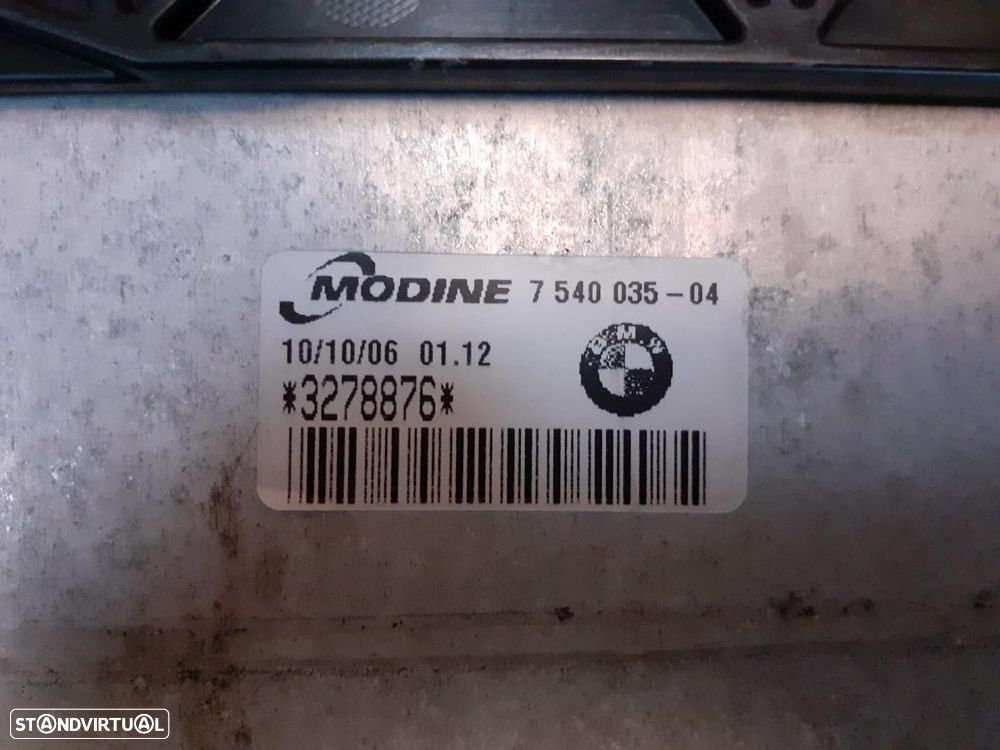 MODINE 7 540 035-04
10/10/06 01.12
BMW
*3278876*
STANDVIRTUAL